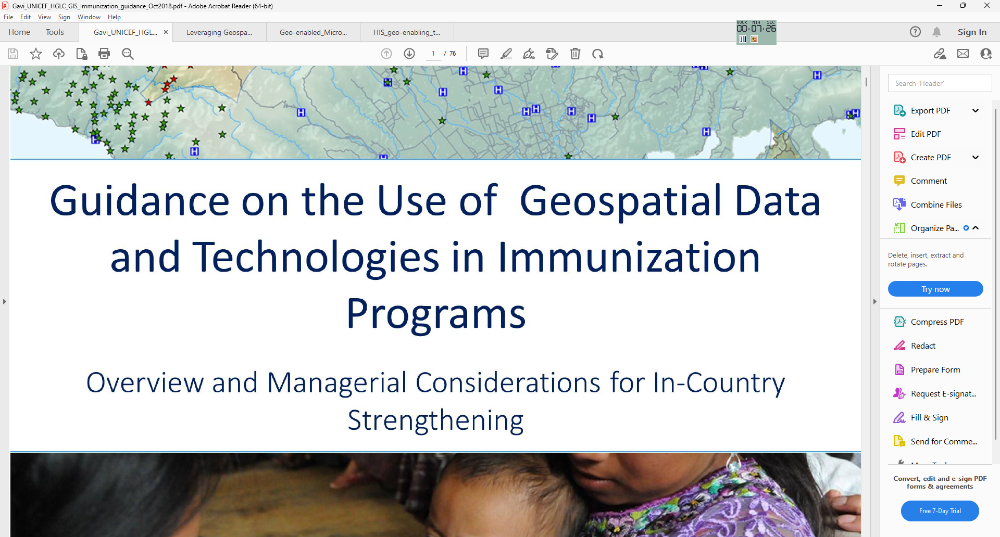 Gavi_UNICEF_HGLC_GIS_Immunization_guidance_Oct2018.pdf - Adobe Acrobat Reader (64-bit)
File Edit View Sign Window Help
Home Tools Gavi_UNICEF_HGL... × Leveraging Geospa... Geo-enabled_Micro... HIS_geo-enabling_t...
HOUR MIN SEC
00:07:26
Sign In
1 / 76
Search 'Header'
Export PDF
Edit PDF
Create PDF
Comment
Combine Files
Organize Pa...
Delete, insert, extract and
rotate pages.
Try now
Compress PDF
Redact
Prepare Form
Request E-signat...
Fill & Sign
Send for Comme...
Convert, edit and e-sign PDF
forms & agreements
Free 7-Day Trial
H H H H H H H H H H H H H H
Guidance on the Use of  Geospatial Data
and Technologies in Immunization
Programs
Overview and Managerial Considerations for In-Country
Strengthening